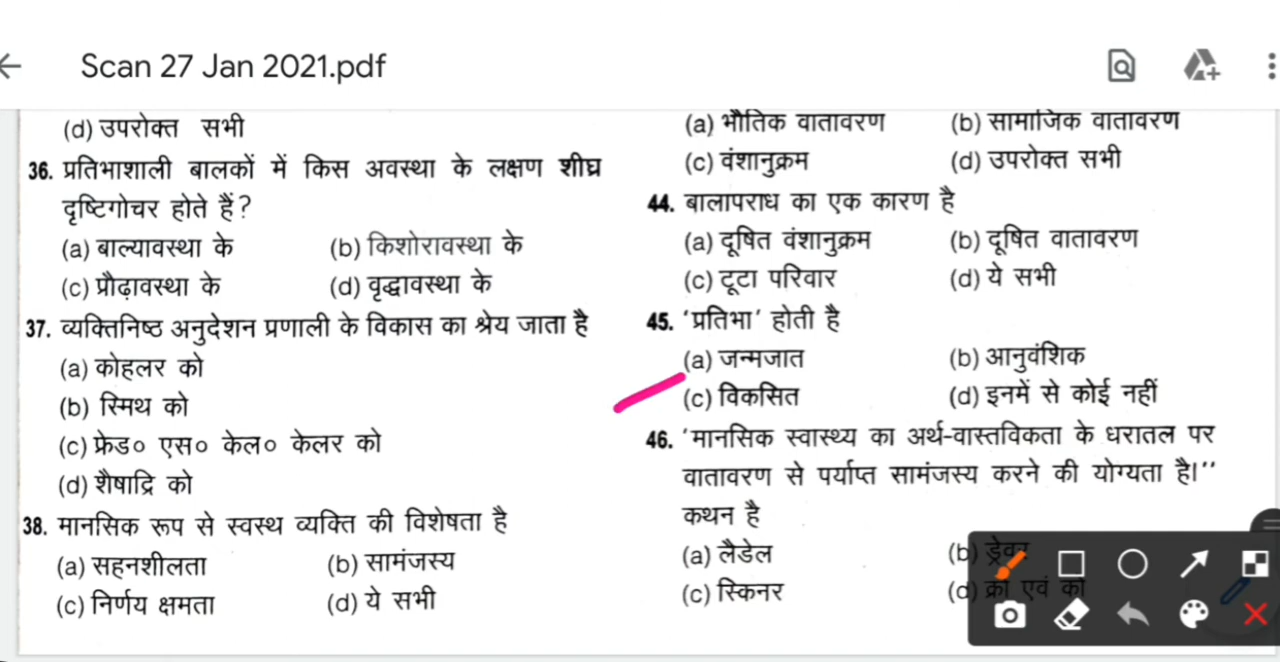 Scan 27 Jan 2021.pdf
(d) उपरोक्त सभी
36. प्रतिभाशाली बालकों में किस अवस्था के लक्षण शीघ्र
दृष्टिगोचर होते हैं?
(a) बाल्यावस्था के (b) किशोरावस्था के
(c) प्रौढ़ावस्था के (d) वृद्धावस्था के
37. व्यक्तिनिष्ठ अनुदेशन प्रणाली के विकास का श्रेय जाता है
(a) कोहलर को
(b) स्मिथ को
(c) फ्रेड० एस० केल० केलर को
(d) शैषाद्रि को
38. मानसिक रूप से स्वस्थ व्यक्ति की विशेषता है
(a) सहनशीलता (b) सामंजस्य
(c) निर्णय क्षमता (d) ये सभी
(a) भौतिक वातावरण (b) सामाजिक वातावरण
(c) वंशानुक्रम (d) उपरोक्त सभी
44. बालापराध का एक कारण है
(a) दूषित वंशानुक्रम (b) दूषित वातावरण
(c) टूटा परिवार (d) ये सभी
45. 'प्रतिभा' होती है
(a) जन्मजात (b) आनुवंशिक
(c) विकसित (d) इनमें से कोई नहीं
46. 'मानसिक स्वास्थ्य का अर्थ-वास्तविकता के धरातल पर
वातावरण से पर्याप्त सामंजस्य करने की योग्यता है।''
कथन है
(a) लैडेल (b) ड्रेवर
(c) स्किनर (d) क्रो एवं क्रो